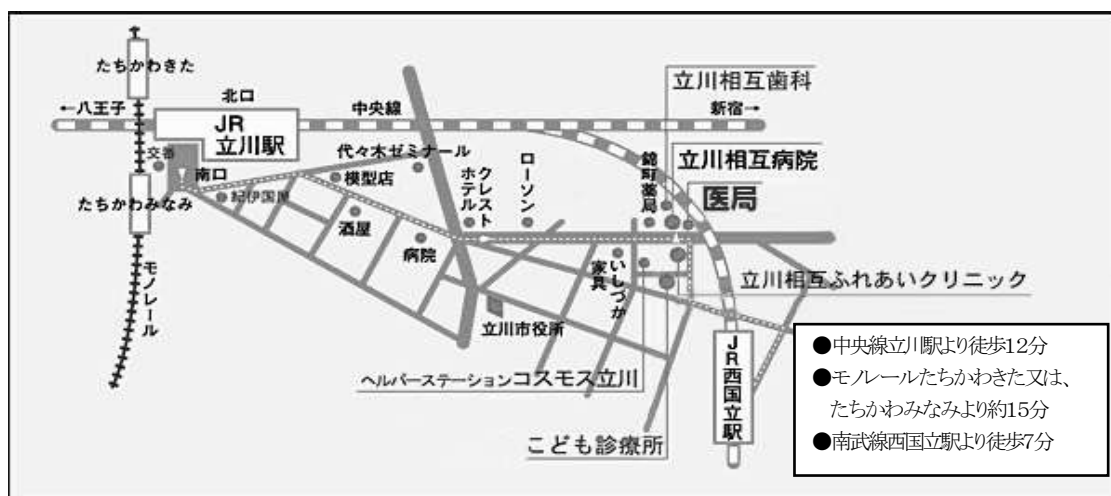 たちかわきた
北口
←八王子
JR
立川駅
中央線
新宿→
立川相互歯科
交番
南口
代々木ゼミナール
紀伊国屋
模型店
クレスト
ホテル
ローソン
錦町薬局
立川相互病院
医局
たちかわみなみ
酒屋
病院
モノレール
いしづか
家具
立川相互ふれあいクリニック
立川市役所
ヘルパーステーションコスモス立川
こども診療所
JR西国立駅
●中央線立川駅より徒歩12分
●モノレールたちかわきた又は、
たちかわみなみより約15分
●南武線西国立駅より徒歩7分